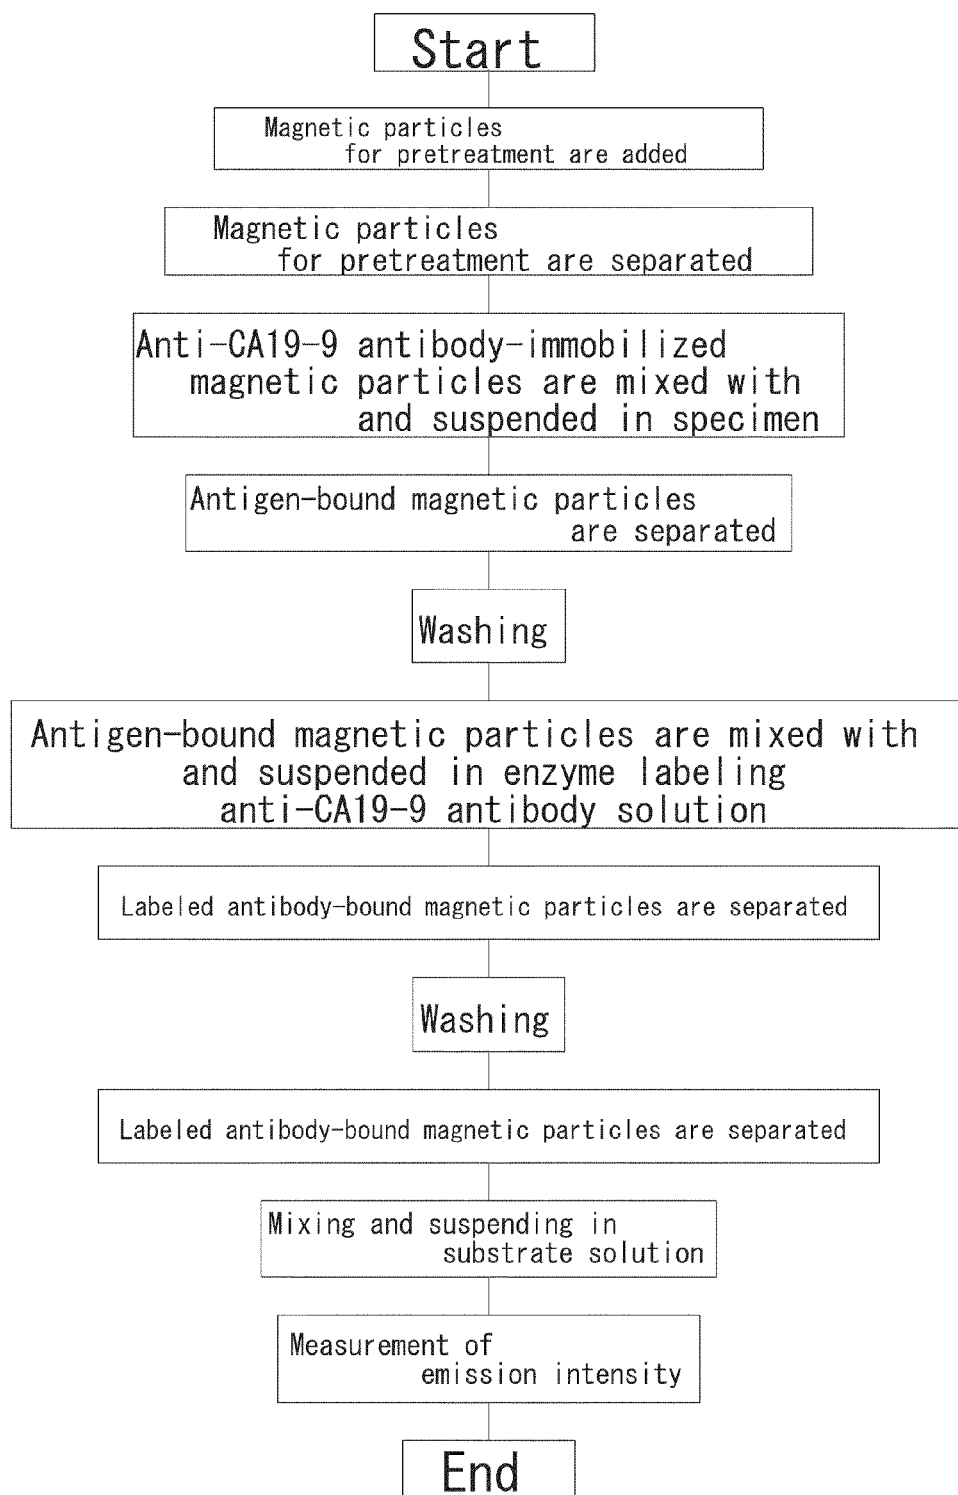 Start
Magnetic particles
for pretreatment are added
Magnetic particles
for pretreatment are separated
Anti-CA19-9 antibody-immobilized
magnetic particles are mixed with
and suspended in specimen
Antigen-bound magnetic particles
are separated
Washing
Antigen-bound magnetic particles are mixed with
and suspended in enzyme labeling
anti-CA19-9 antibody solution
Labeled antibody-bound magnetic particles are separated
Washing
Labeled antibody-bound magnetic particles are separated
Mixing and suspending in
substrate solution
Measurement of
emission intensity
End